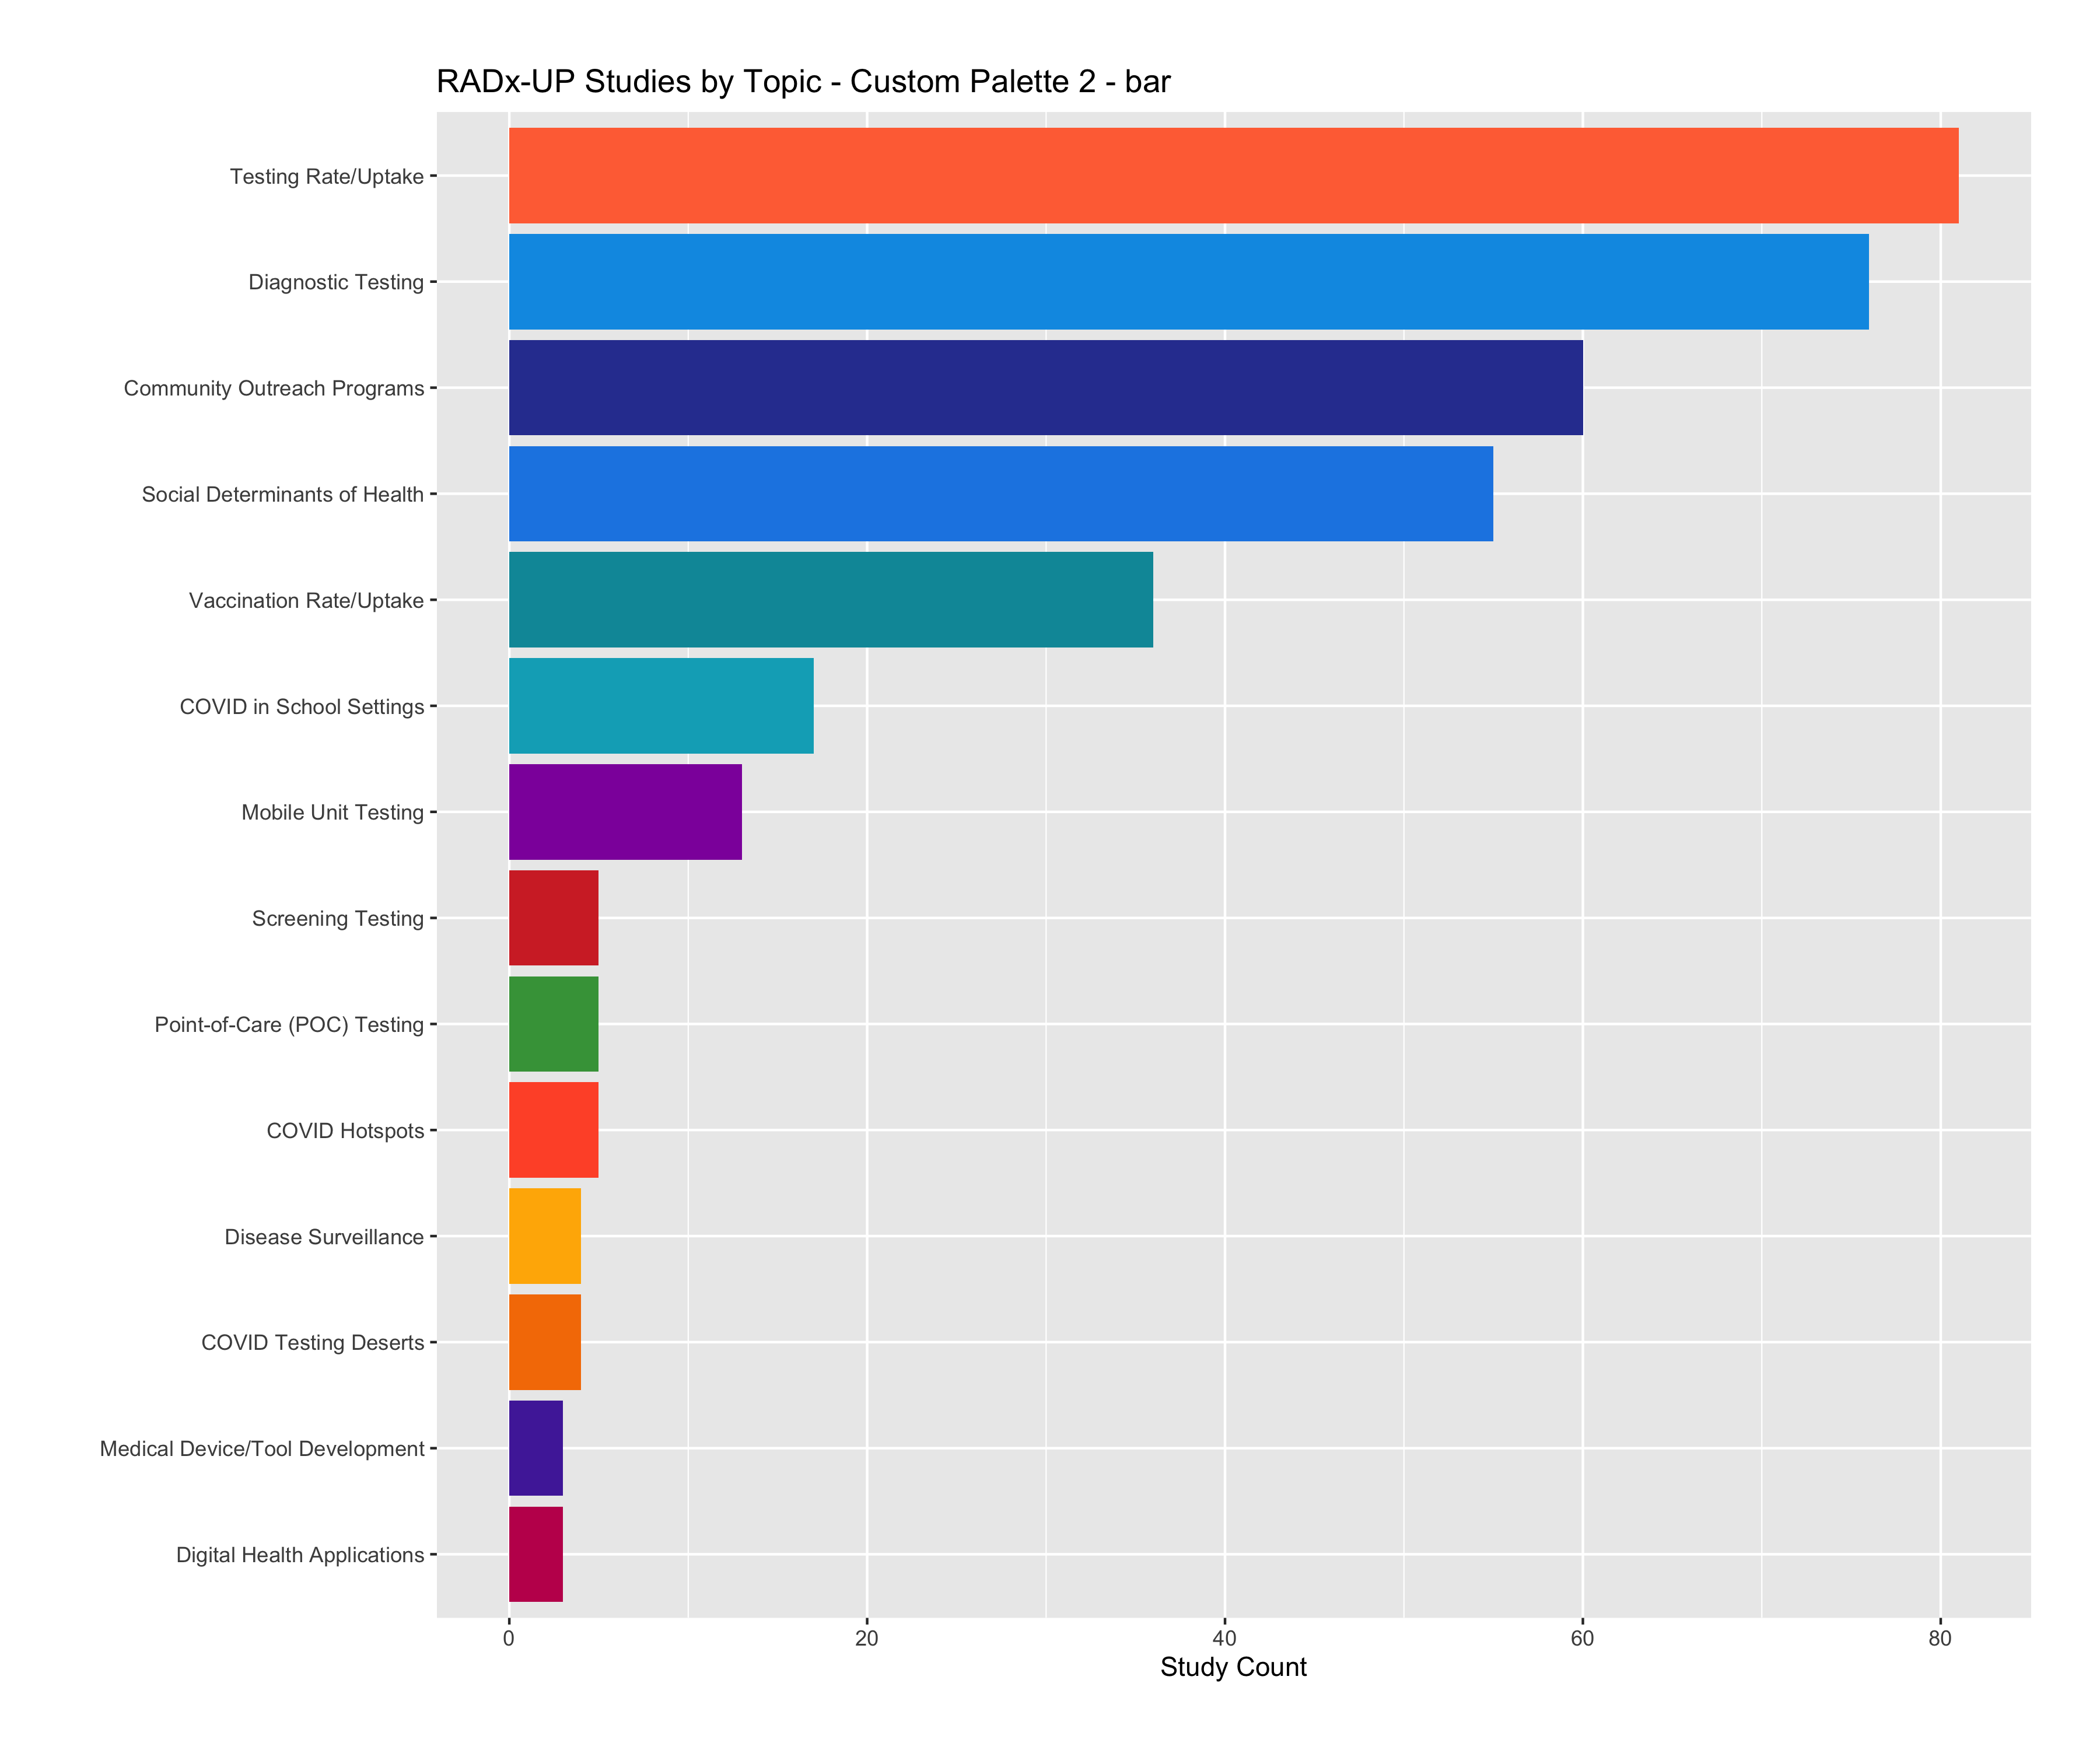 RADx-UP Studies by Topic - Custom Palette 2 - bar
Testing Rate/Uptake
Diagnostic Testing
Community Outreach Programs
Social Determinants of Health
Vaccination Rate/Uptake
COVID in School Settings
Mobile Unit Testing
Screening Testing
Point-of-Care (POC) Testing
COVID Hotspots
Disease Surveillance
COVID Testing Deserts
Medical Device/Tool Development
Digital Health Applications
0 20 40 60 80
Study Count